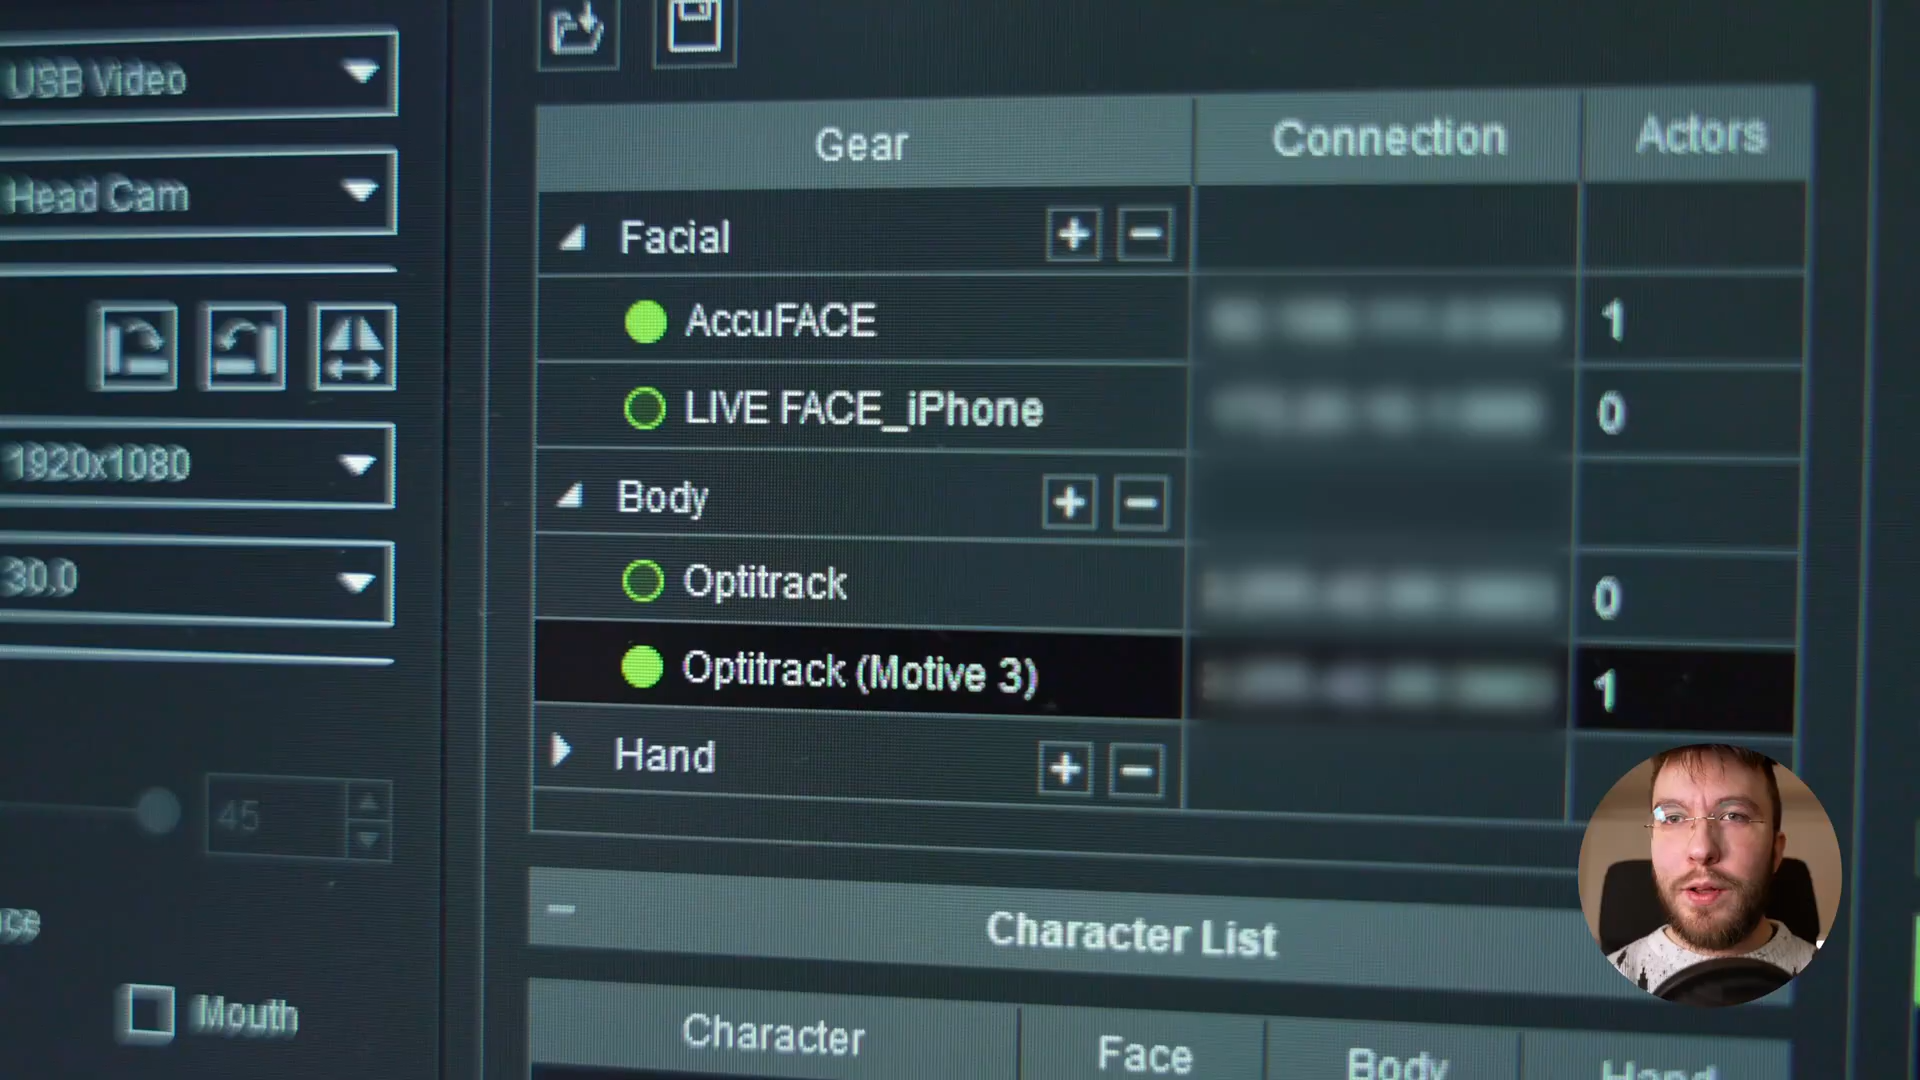 USB Video
Head Cam
1920x1080
30.0
45
Mouth
Gear Connection Actors
Facial
AccuFACE 1
LIVE FACE_iPhone 0
Body
Optitrack 0
Optitrack (Motive 3) 1
Hand
Character List
Character Face Body Hand